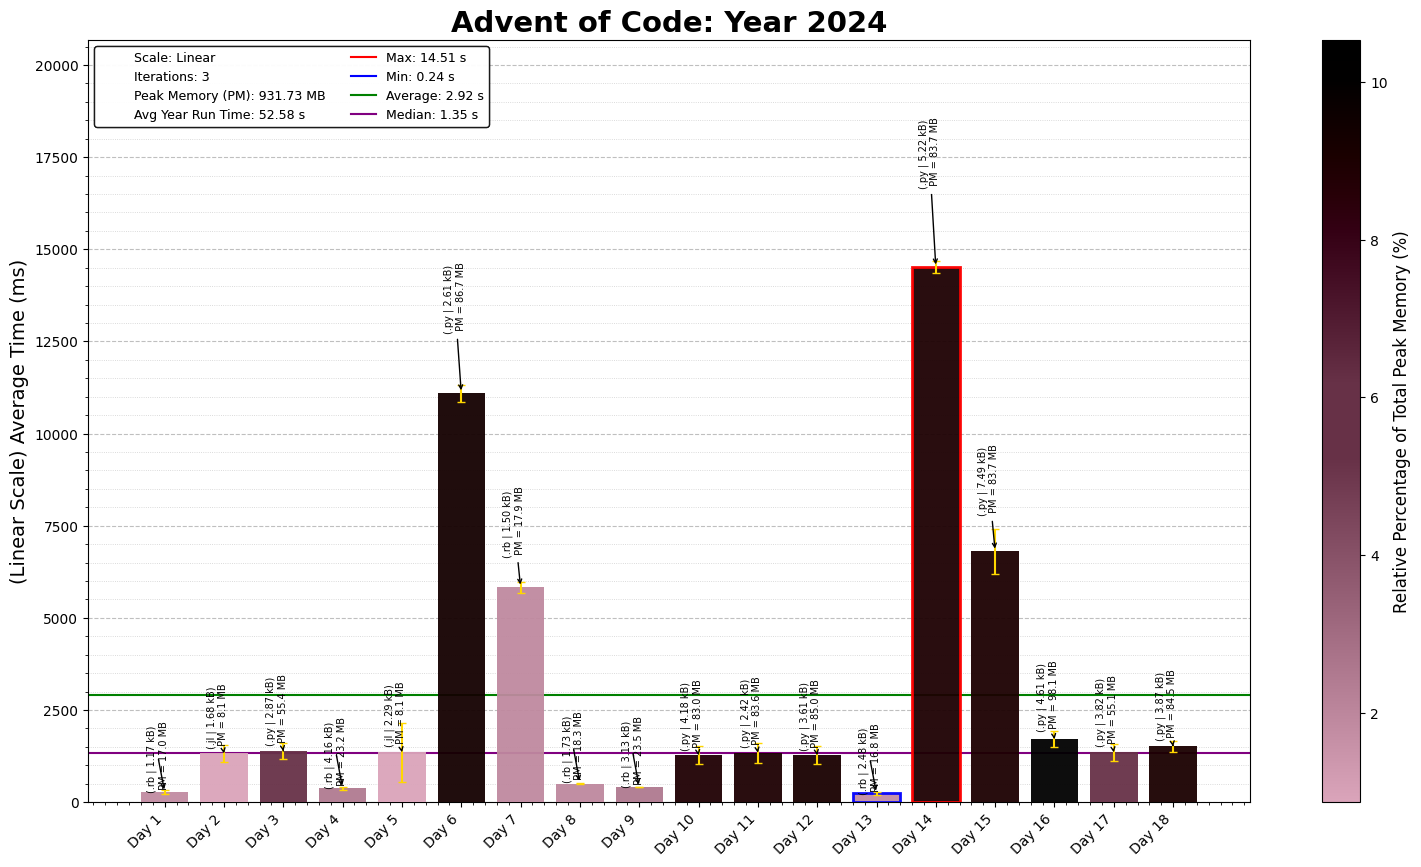 Advent of Code: Year 2024
Scale: Linear
Iterations: 3
Peak Memory (PM): 931.73 MB
Avg Year Run Time: 52.58 s
Max: 14.51 s
Min: 0.24 s
Average: 2.92 s
Median: 1.35 s
(Linear Scale) Average Time (ms)
20000
17500
15000
12500
10000
7500
5000
2500
0
(.rb | 1.17 kB)
PM = 17.0 MB
(.jl | 1.68 kB)
PM = 8.1 MB
(.py | 2.87 kB)
PM = 55.4 MB
(.rb | 4.16 kB)
PM = 23.2 MB
(.jl | 2.29 kB)
PM = 8.1 MB
(.py | 2.61 kB)
PM = 86.7 MB
(.rb | 1.50 kB)
PM = 17.9 MB
(.rb | 1.73 kB)
PM = 18.3 MB
(.rb | 3.13 kB)
PM = 23.5 MB
(.py | 4.18 kB)
PM = 83.0 MB
(.py | 2.42 kB)
PM = 83.6 MB
(.py | 3.61 kB)
PM = 85.0 MB
(.rb | 2.48 kB)
PM = 16.8 MB
(.py | 5.22 kB)
PM = 83.7 MB
(.py | 7.49 kB)
PM = 83.7 MB
(.py | 4.61 kB)
PM = 98.1 MB
(.py | 3.82 kB)
PM = 55.1 MB
(.py | 3.87 kB)
PM = 84.5 MB
Day 1
Day 2
Day 3
Day 4
Day 5
Day 6
Day 7
Day 8
Day 9
Day 10
Day 11
Day 12
Day 13
Day 14
Day 15
Day 16
Day 17
Day 18
10
8
6
4
2
Relative Percentage of Total Peak Memory (%)